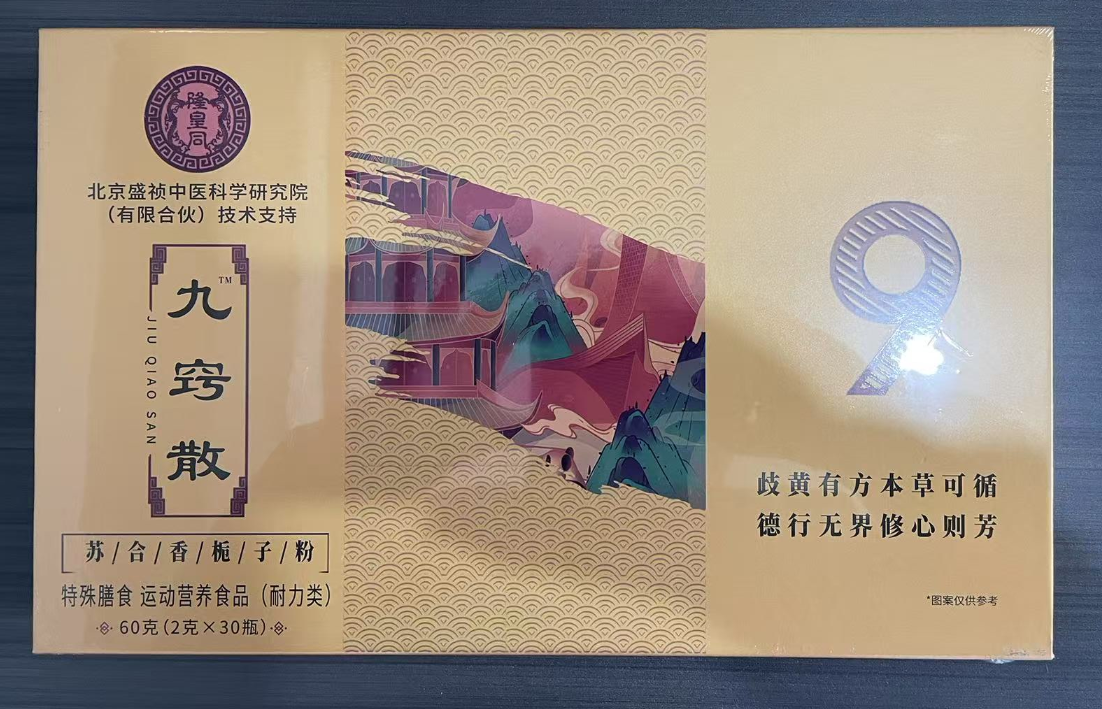 隆皇同
北京盛祯中医科学研究院
（有限合伙）技术支持
九窍散™
JIU QIAO SAN
苏/合/香/栀/子/粉
特殊膳食 运动营养食品（耐力类）
60克(2克×30瓶)
9
歧黄有方本草可循
德行无界修心则芳
*图案仅供参考